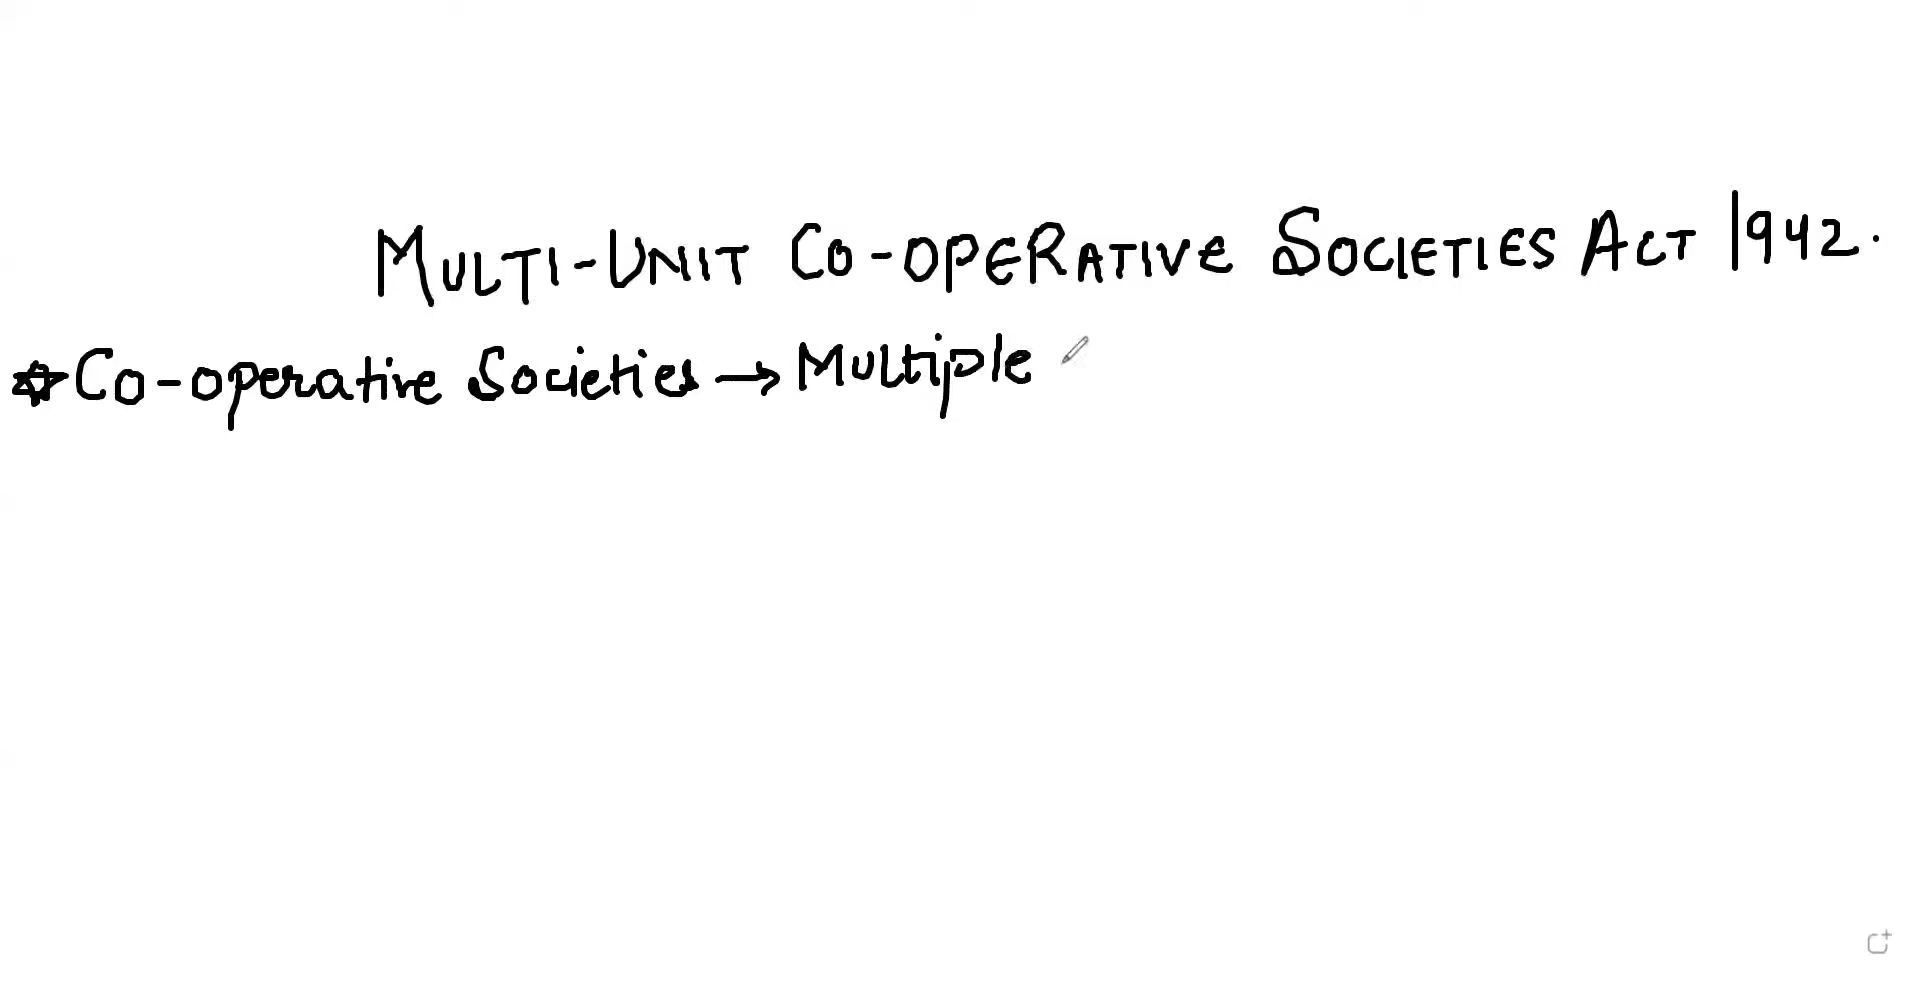 MULTI-UNIT CO-OPERATIVE SOCIETIES ACT 1942.
☆Co-operative Societies → Multiple